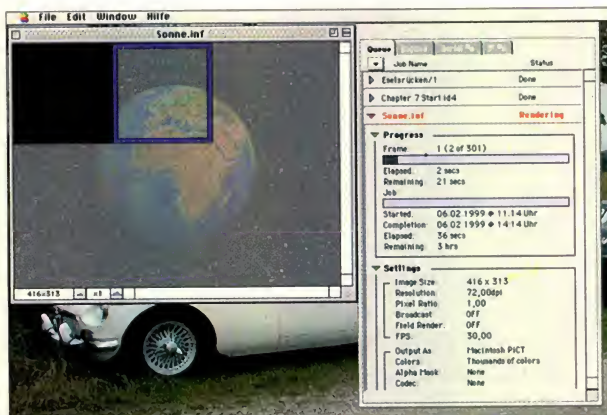 File Edit Window Hilfe
Sonne.inf
416x313 x1
Queue
Job Name Status
Eselsrücken/1 Done
Chapter 7 Start id4 Done
Sonne.inf Rendering
Progress
Frame: 1 (2 of 301)
Elapsed: 2 secs
Remaining: 21 secs
Job
Started: 06.02 1999 @ 11.14 Uhr
Completion: 06.02 1999 @ 14:14 Uhr
Elapsed: 36 secs
Remaining: 3 hrs
Settings
Image Size: 416 x 313
Resolution: 72,00dpi
Pixel Ratio: 1,00
Broadcast OFF
Field Render: OFF
FPS: 30,00
Output As Macintosh PICT
Colors: Thousands of colors
Alpha Mask None
Codec: None